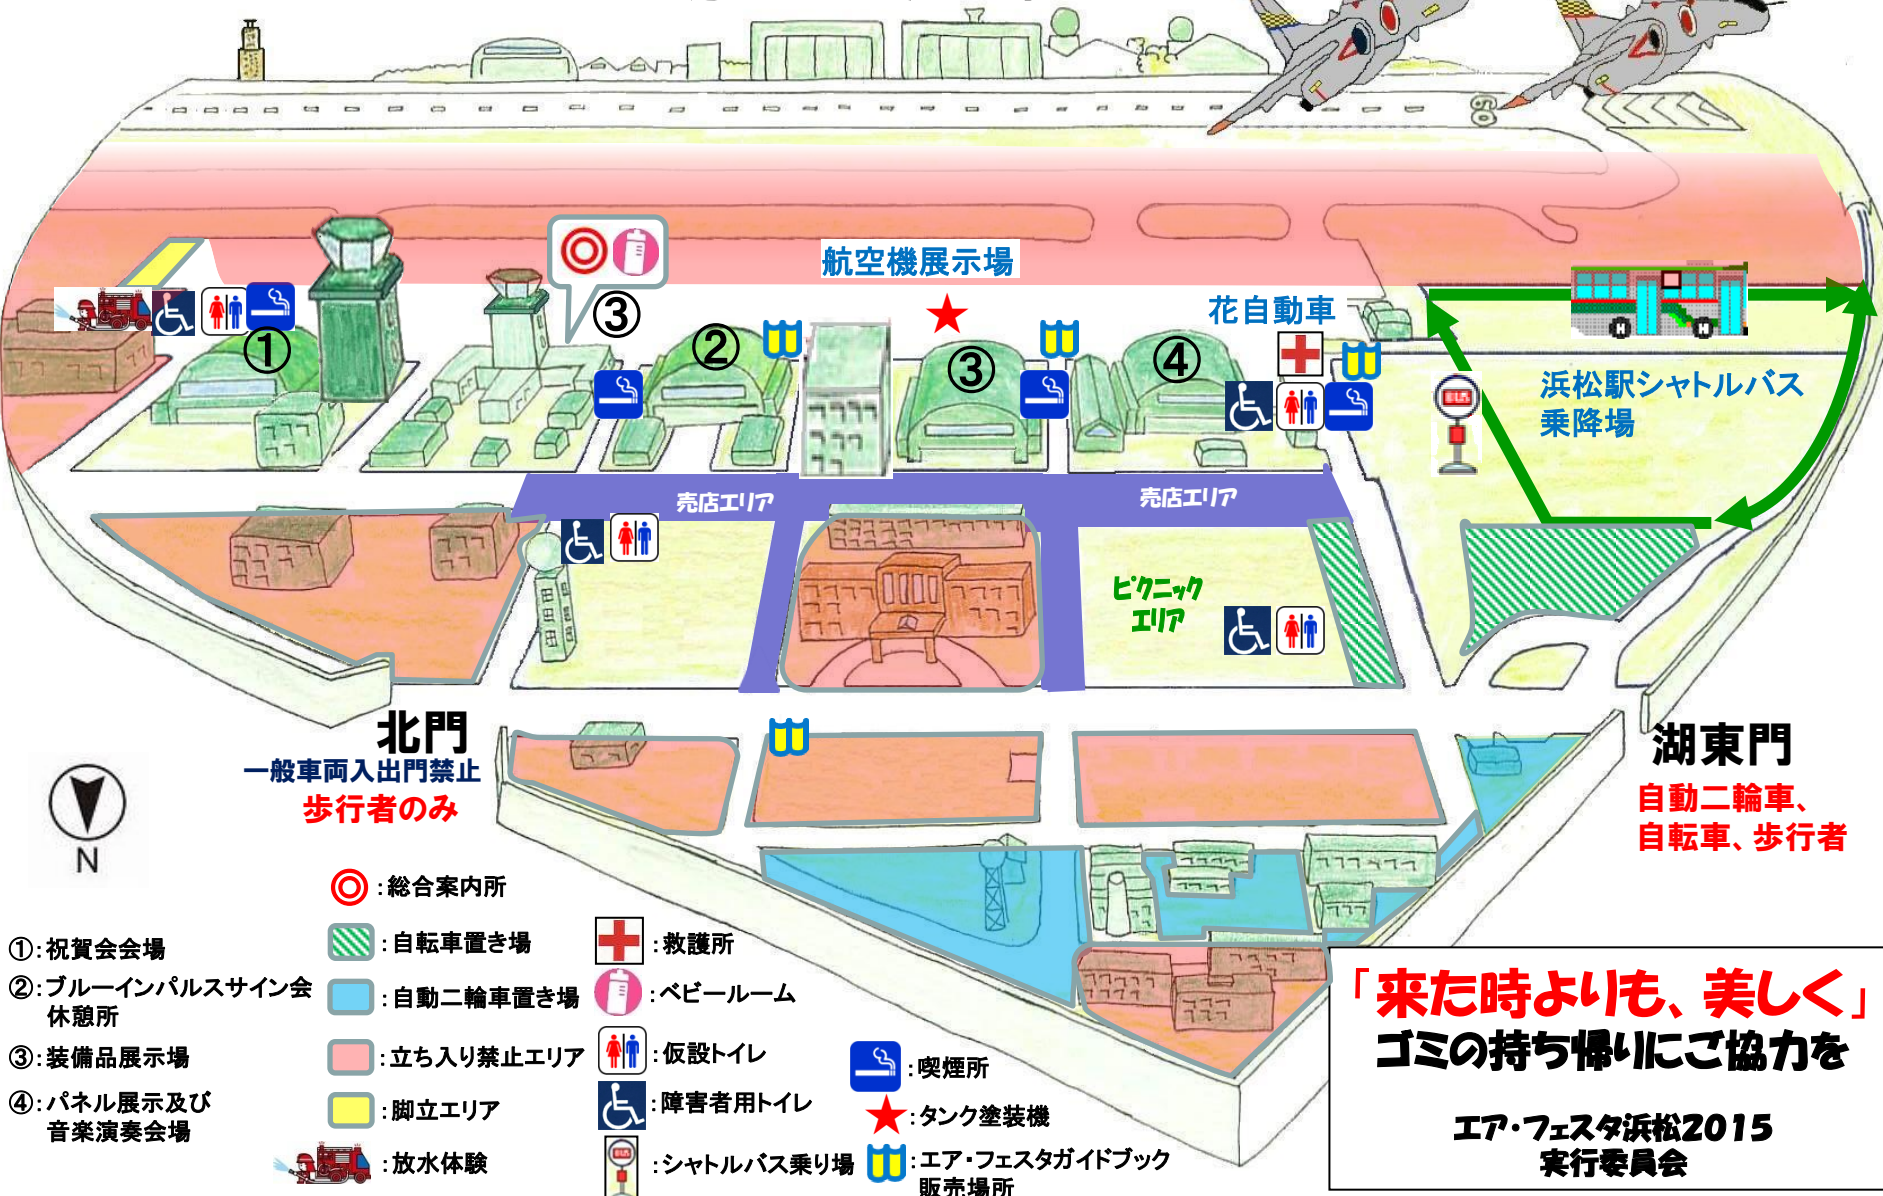 航空機展示場
花自動車
①
③
②
③
④
BUS
浜松駅シャトルバス
乗降場
売店エリア
売店エリア
ピクニック
エリア
北門
一般車両入出門禁止
歩行者のみ
湖東門
自動二輪車、
自転車、歩行者
N
◎:総合案内所
:自転車置き場
:自動二輪車置き場
:立ち入り禁止エリア
:脚立エリア
:放水体験
①:祝賀会会場
②:ブルーインパルスサイン会
休憩所
③:装備品展示場
④:パネル展示及び
音楽演奏会場
:救護所
:ベビールーム
:仮設トイレ
:障害者用トイレ
BUS
:シャトルバス乗り場
:喫煙所
:タンク塗装機
:エア・フェスタガイドブック
販売場所
「来た時よりも、美しく」
ゴミの持ち帰りにご協力を
エア・フェスタ浜松2015
実行委員会